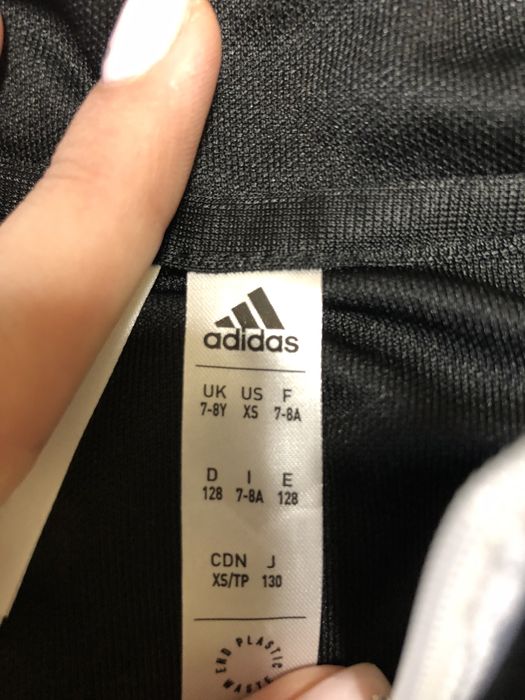 adidas
UK US F
7-8Y XS 7-8A
D I E
128 7-8A 128
CDN J
XS/TP 130
END PLASTIC WASTE